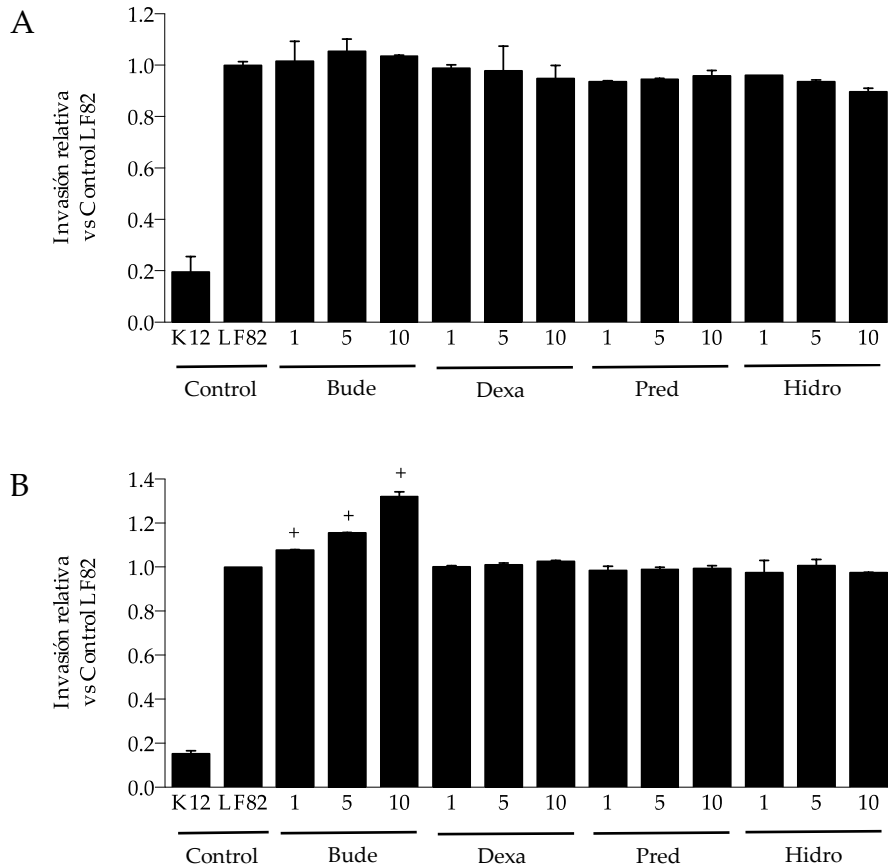 A
Invasión relativa
vs Control LF82
1.2
1.0
0.8
0.6
0.4
0.2
0.0
K12 LF82 1 5 10 1 5 10 1 5 10 1 5 10
Control Bude Dexa Pred Hidro
B
Invasión relativa
vs Control LF82
1.4
1.2
1.0
0.8
0.6
0.4
0.2
0.0
+ + +
K12 LF82 1 5 10 1 5 10 1 5 10 1 5 10
Control Bude Dexa Pred Hidro